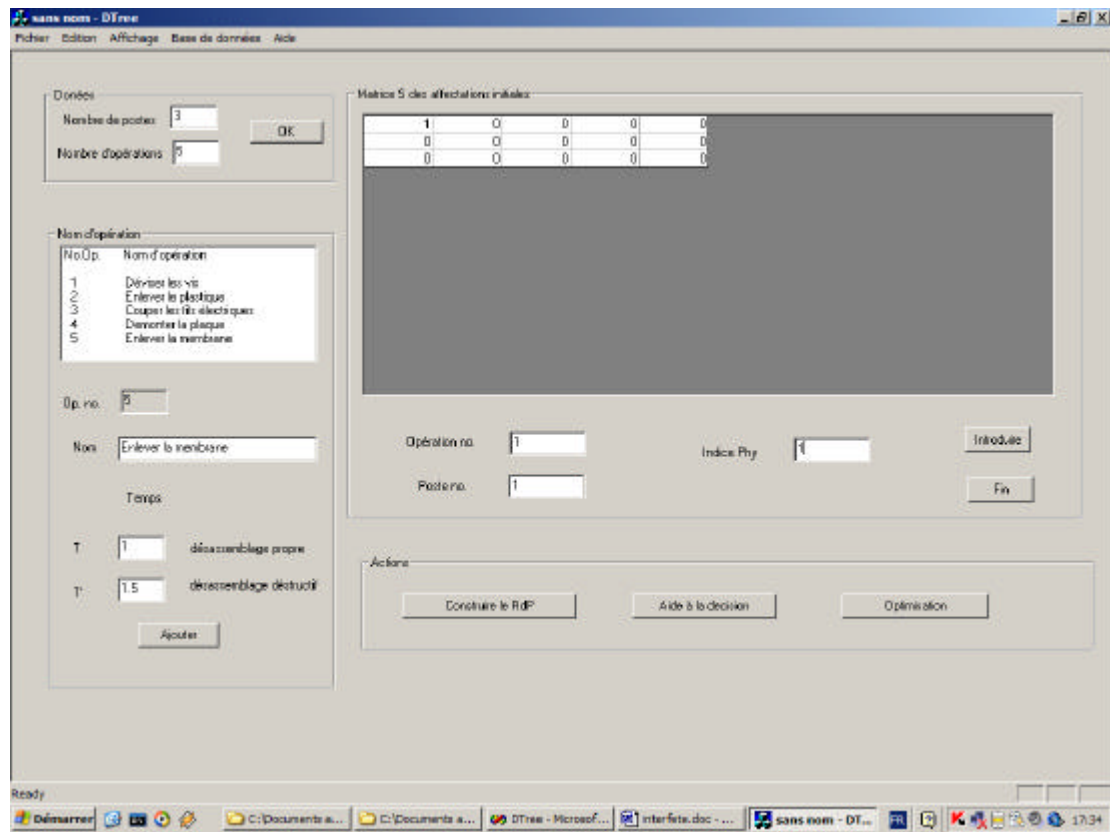 sans nom - DTree
Fichier Edition Affichage Base de données Aide
Donées
Nombre de postes 3
OK
Nombre d'opérations 5
Matrice S des affectations initiales
1 0 0 0 0
0 0 0 0 0
0 0 0 0 0
Nom d'opération
No.Op. Nom d'opération
1 Déviser les vis
2 Enlever le plastique
3 Couper les fils électriques
4 Demonter la plaque
5 Enlever la membrane
Op. no. 5
Nom Enlever la membrane
Temps
T 1 désassemblage propre
T' 1.5 désassemblage déstructif
Ajouter
Opération no. 1
Indice Phy 1
Introduire
Poste no. 1
Fin
Actions
Construire le RdP
Aide à la decision
Optimisation
Ready
Démarrer
C:\Documents a...
C:\Documents a...
DTree - Microsof...
interfete.doc - ...
sans nom - DT...
FR
17:34